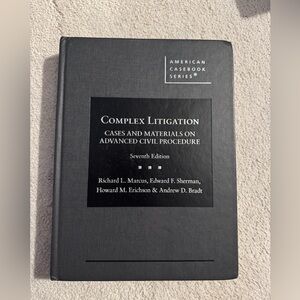 AMERICAN
CASEBOOK
SERIES®
COMPLEX LITIGATION
CASES AND MATERIALS ON
ADVANCED CIVIL PROCEDURE
Seventh Edition
Richard L. Marcus, Edward F. Sherman,
Howard M. Erichson & Andrew D. Bradt